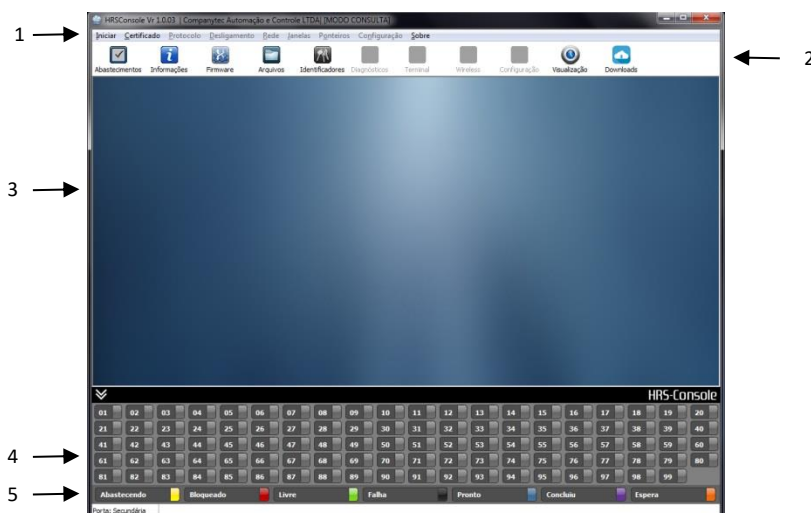 HRSConsole Vr 1.0.03 | Companytec Automação e Controle LTDA| [MODO CONSULTA]
1
Iniciar Certificado Protocolo Desligamento Rede Janelas Ponteiros Configuração Sobre
2
Abastecimentos Informações Firmware Arquivos Identificadores Diagnósticos Terminal Wireless Configuração Visualização Downloads
3
HRS-Console
01 02 03 04 05 06 07 08 09 10 11 12 13 14 15 16 17 18 19 20
21 22 23 24 25 26 27 28 29 30 31 32 33 34 35 36 37 38 39 40
41 42 43 44 45 46 47 48 49 50 51 52 53 54 55 56 57 58 59 60
4
61 62 63 64 65 66 67 68 69 70 71 72 73 74 75 76 77 78 79 80
81 82 83 84 85 86 87 88 89 90 91 92 93 94 95 96 97 98 99
5
Abastecendo Bloqueado Livre Falha Pronto Concluiu Espera
Porta: Secundária